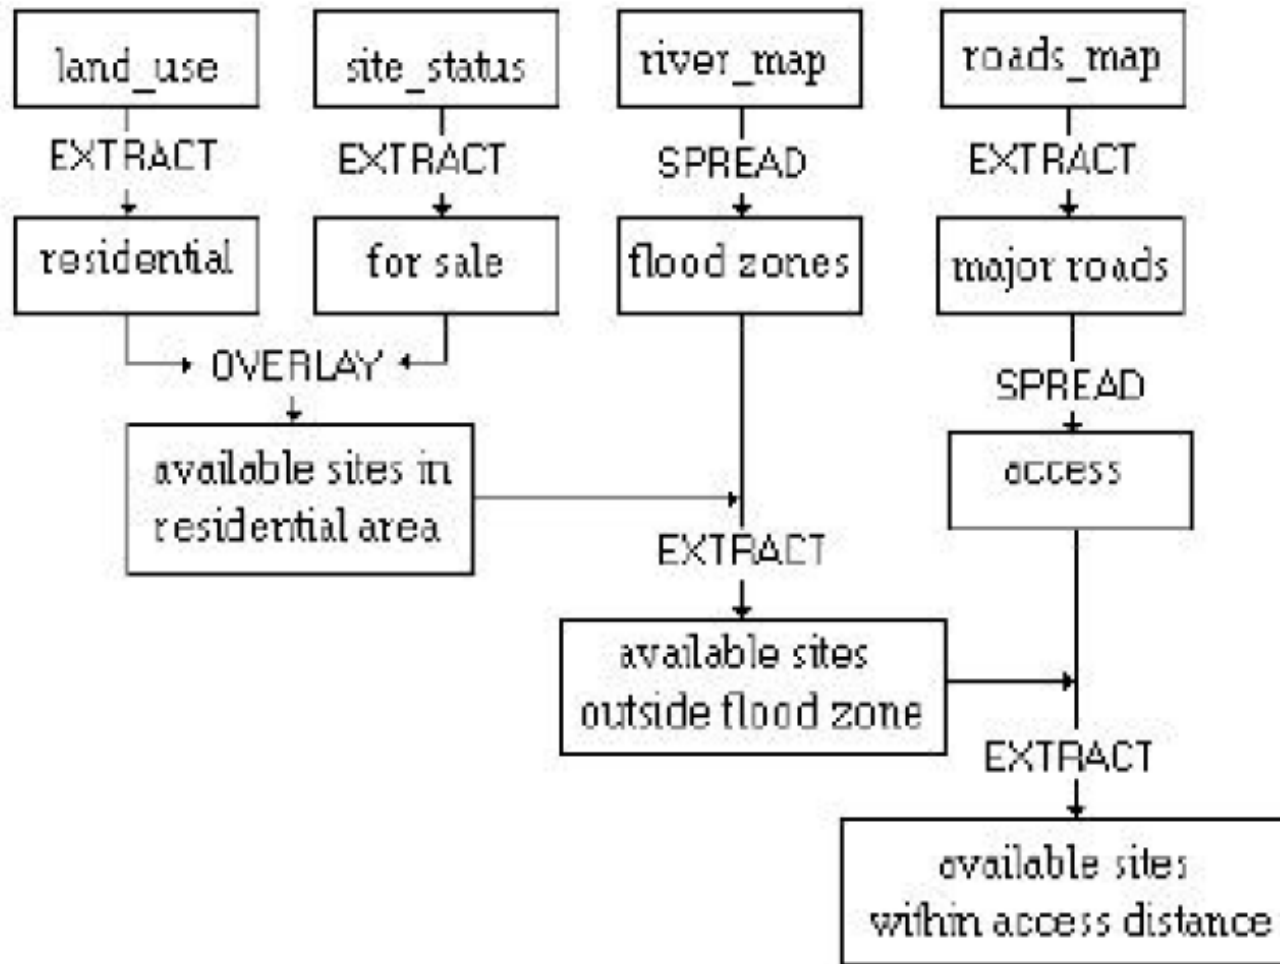 land_use
site_status
river_map
roads_map
EXTRACT
EXTRACT
SPREAD
EXTRACT
residential
for sale
flood zones
major roads
OVERLAY
SPREAD
available sites in
residential area
access
EXTRACT
available sites
outside flood zone
EXTRACT
available sites
within access distance